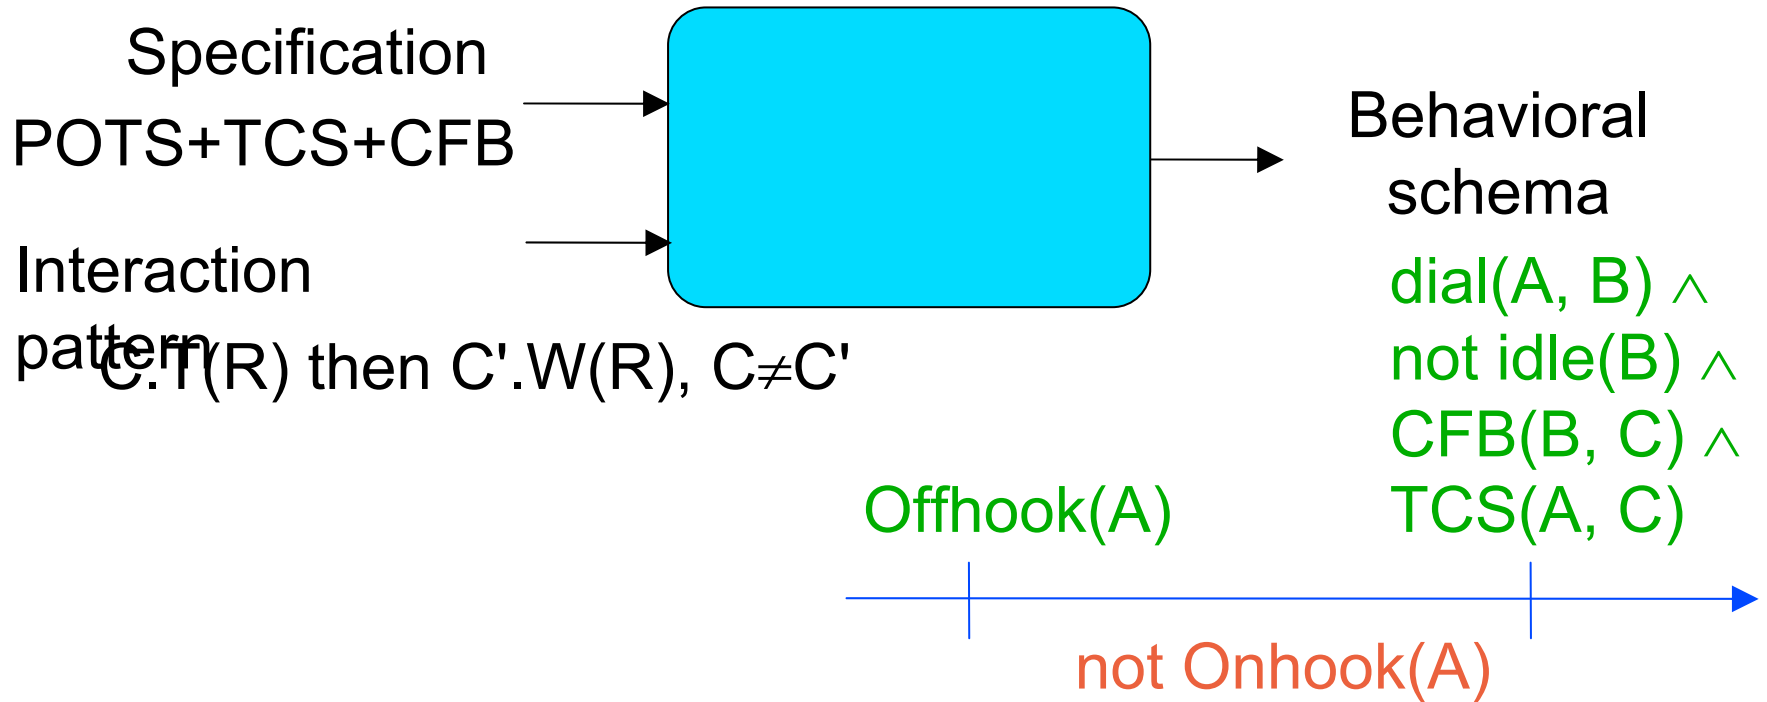 Specification
POTS+TCS+CFB
Interaction
pattern
C.T(R) then C'.W(R), C≠C'
Behavioral
schema
dial(A, B) ∧
not idle(B) ∧
CFB(B, C) ∧
TCS(A, C)
Offhook(A)
not Onhook(A)